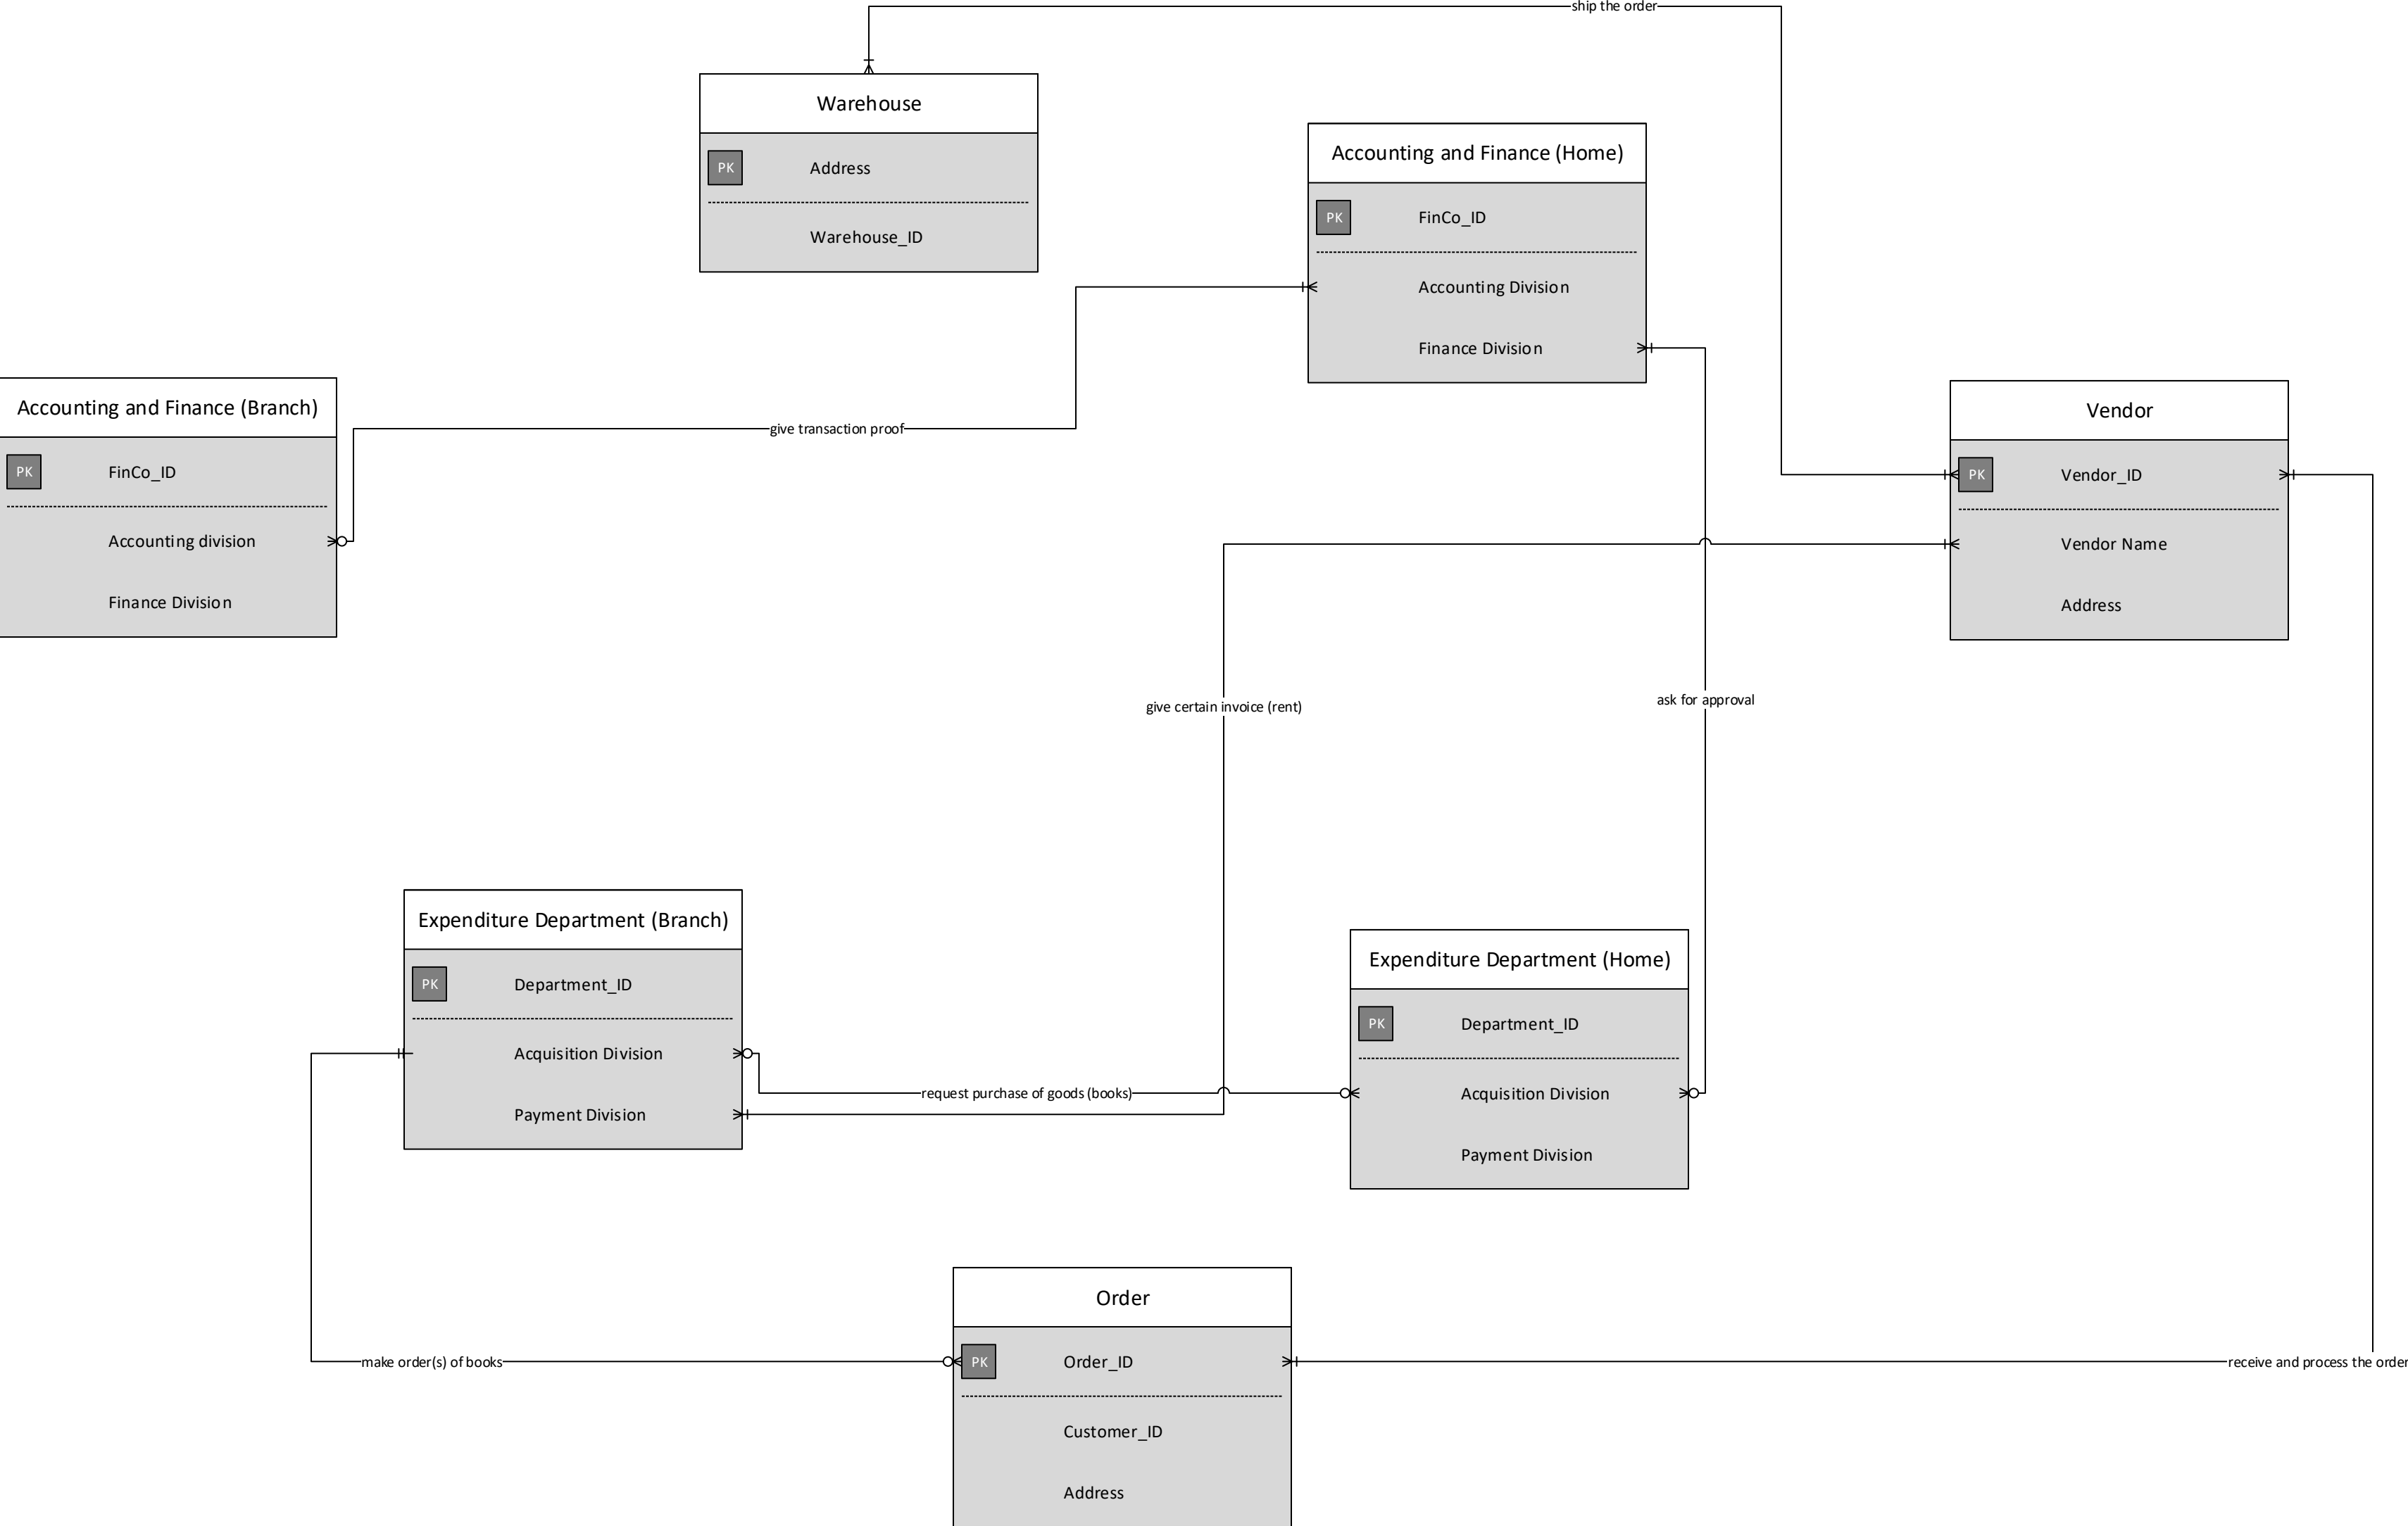 ship the order
Warehouse
PK
Address
Warehouse_ID
Accounting and Finance (Home)
PK
FinCo_ID
Accounting Division
Finance Division
Accounting and Finance (Branch)
PK
FinCo_ID
Accounting division
Finance Division
give transaction proof
Vendor
PK
Vendor_ID
Vendor Name
Address
give certain invoice (rent)
ask for approval
Expenditure Department (Branch)
PK
Department_ID
Acquisition Division
Payment Division
request purchase of goods (books)
Expenditure Department (Home)
PK
Department_ID
Acquisition Division
Payment Division
Order
PK
Order_ID
Customer_ID
Address
make order(s) of books
receive and process the order